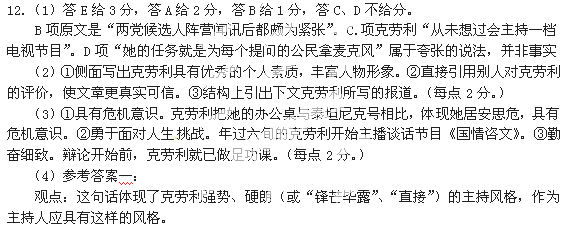 12.（1）答 E 给 3 分，答 A 给 2 分，答 B 给 1 分，答 C、D 不给分。
B 项原文是“两党候选人阵营闻讯后都颇为紧张”。C.项克劳利“从未想过会主持一档
电视节目”。D 项“她的任务就是为每个提问的公民拿麦克风”属于夸张的说法，并非事实
（2）①侧面写出克劳利具有优秀的个人素质，丰富人物形象。②直接引用别人对克劳利
的评价，使文章更真实可信。③结构上引出下文克劳利所写的报道。（每点 2 分。）
（3）①具有危机意识。克劳利把她的办公桌与泰坦尼克号相比，体现她居安思危，具有
危机意识。②勇于面对人生挑战。年过六旬的克劳利开始主播谈话节目《国情咨文》。③勤
奋细致。辩论开始前，克劳利就已做足功课。（每点 2 分。）
（4）参考答案一：
观点：这句话体现了克劳利强势、硬朗（或“锋芒毕露”、“直接”）的主持风格，作为
主持人应具有这样的风格。